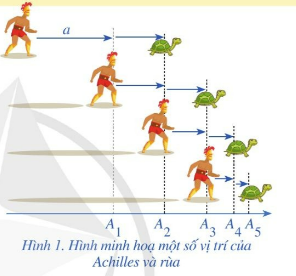 a
A₁ A₂ A₃ A₄ A₅
Hình 1. Hình minh hoạ một số vị trí của
Achilles và rùa